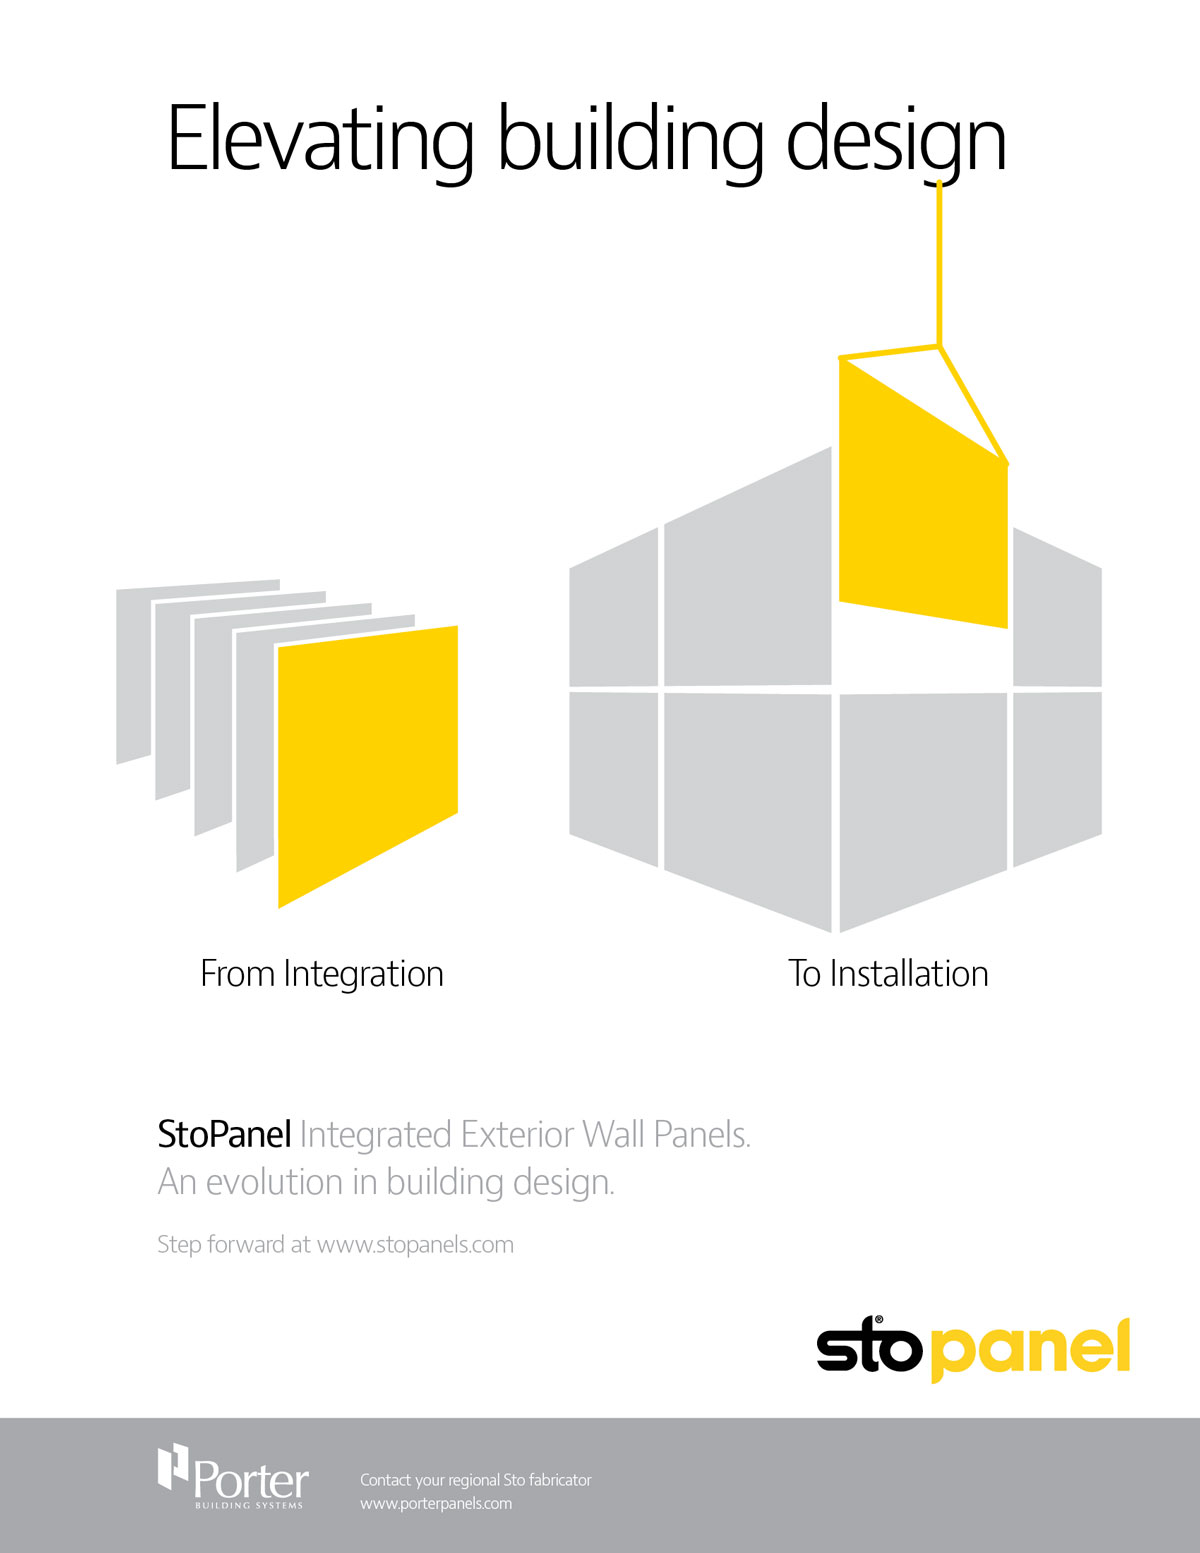 Elevating building design
From Integration
To Installation
StoPanel Integrated Exterior Wall Panels.
An evolution in building design.
Step forward at www.stopanels.com
sto® panel
Porter
BUILDING SYSTEMS
Contact your regional Sto fabricator
www.porterpanels.com